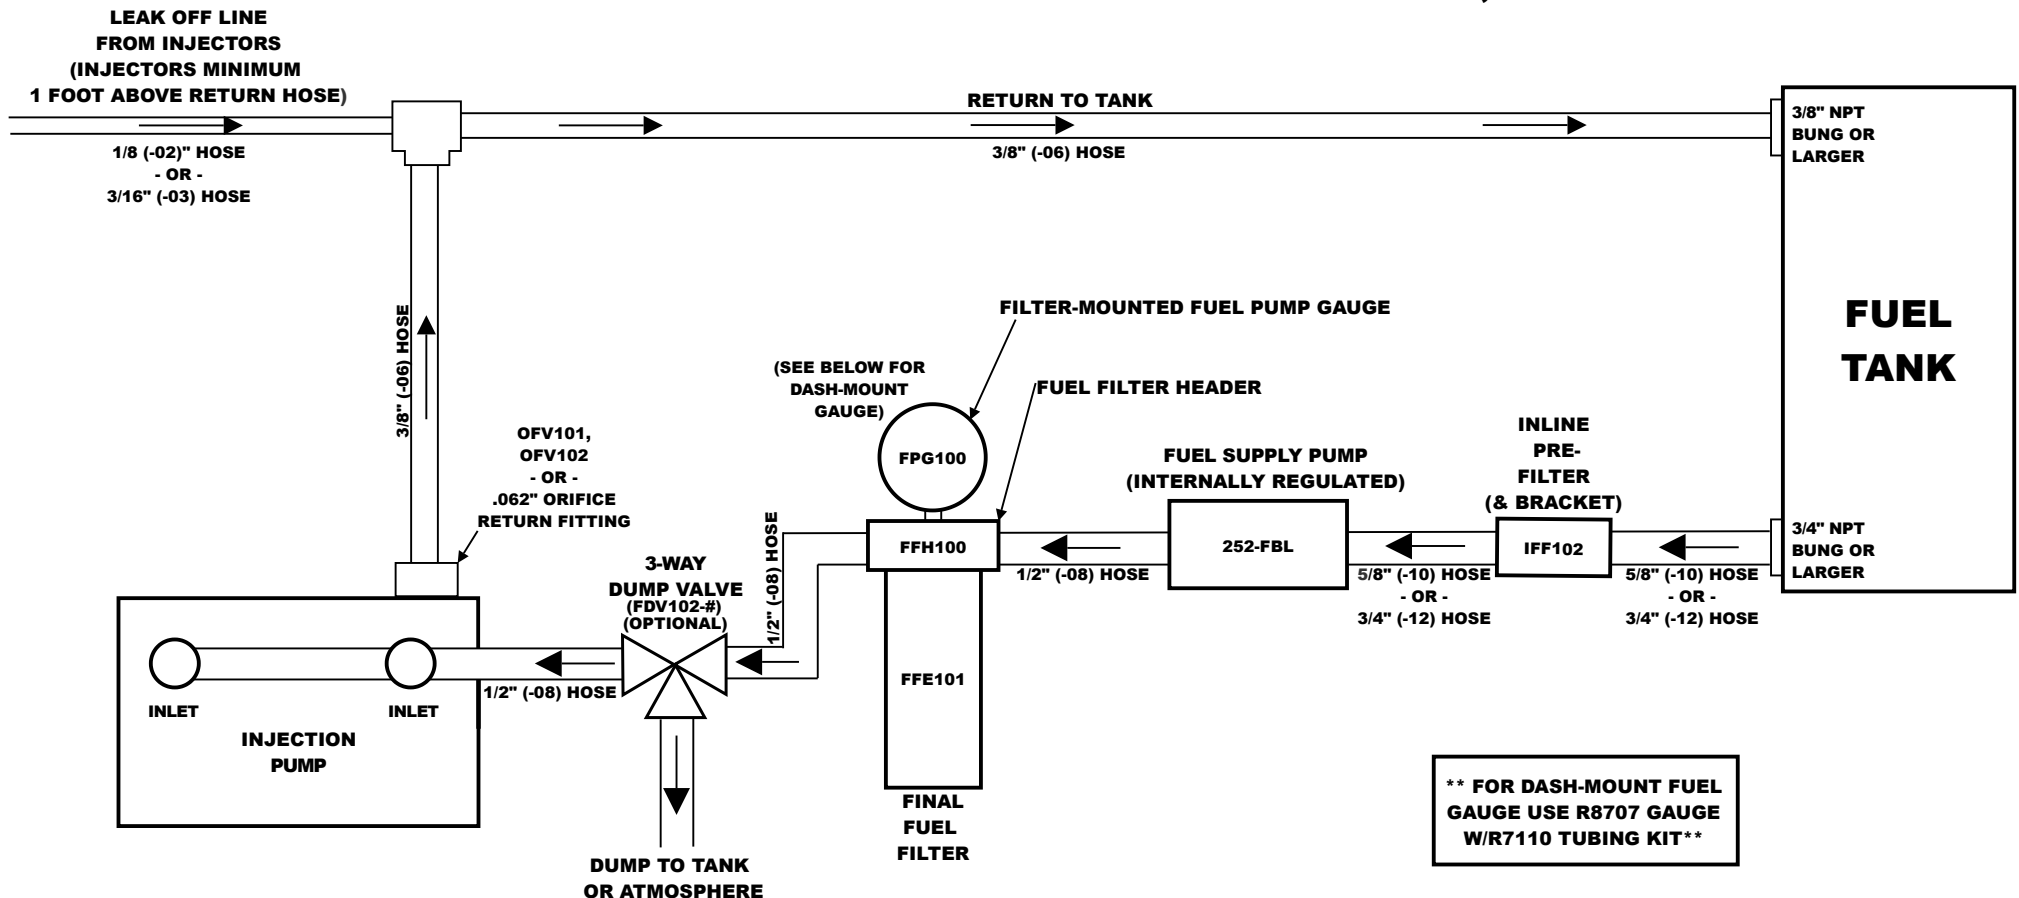 LEAK OFF LINE
FROM INJECTORS
(INJECTORS MINIMUM
1 FOOT ABOVE RETURN HOSE)
1/8 (-02)" HOSE
- OR -
3/16" (-03) HOSE
RETURN TO TANK
3/8" (-06) HOSE
3/8" NPT
BUNG OR
LARGER
FUEL
TANK
3/4" NPT
BUNG OR
LARGER
3/8" (-06) HOSE
OFV101,
OFV102
- OR -
.062" ORIFICE
RETURN FITTING
FILTER-MOUNTED FUEL PUMP GAUGE
(SEE BELOW FOR
DASH-MOUNT
GAUGE)
FUEL FILTER HEADER
FPG100
FUEL SUPPLY PUMP
(INTERNALLY REGULATED)
INLINE
PRE-
FILTER
(& BRACKET)
FFH100
252-FBL
IFF102
1/2" (-08) HOSE
5/8" (-10) HOSE
- OR -
3/4" (-12) HOSE
5/8" (-10) HOSE
- OR -
3/4" (-12) HOSE
1/2" (-08) HOSE
3-WAY
DUMP VALVE
(FDV102-#)
(OPTIONAL)
1/2" (-08) HOSE
FFE101
INLET
INLET
INJECTION
PUMP
FINAL
FUEL
FILTER
DUMP TO TANK
OR ATMOSPHERE
** FOR DASH-MOUNT FUEL
GAUGE USE R8707 GAUGE
W/R7110 TUBING KIT**